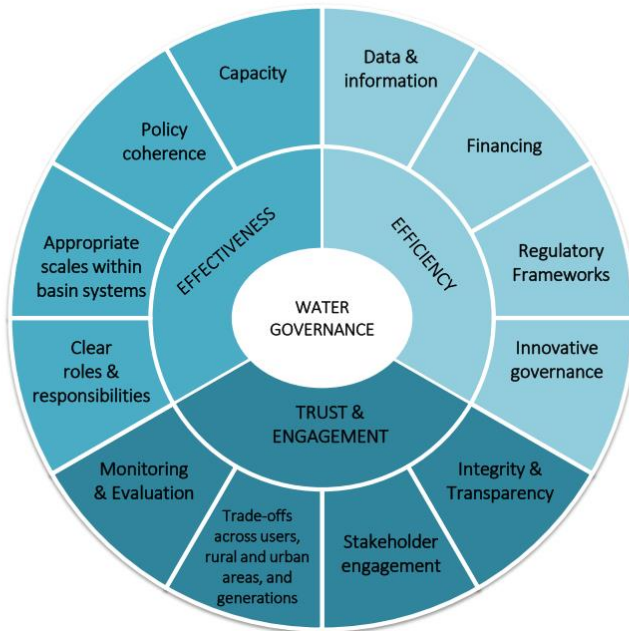 Capacity
Data &
information
Policy
coherence
Financing
Appropriate
scales within
basin systems
EFFECTIVENESS
EFFICIENCY
Regulatory
Frameworks
WATER
GOVERNANCE
Clear
roles &
responsibilities
Innovative
governance
TRUST &
ENGAGEMENT
Monitoring
& Evaluation
Integrity &
Transparency
Trade-offs
across users,
rural and urban
areas, and
generations
Stakeholder
engagement